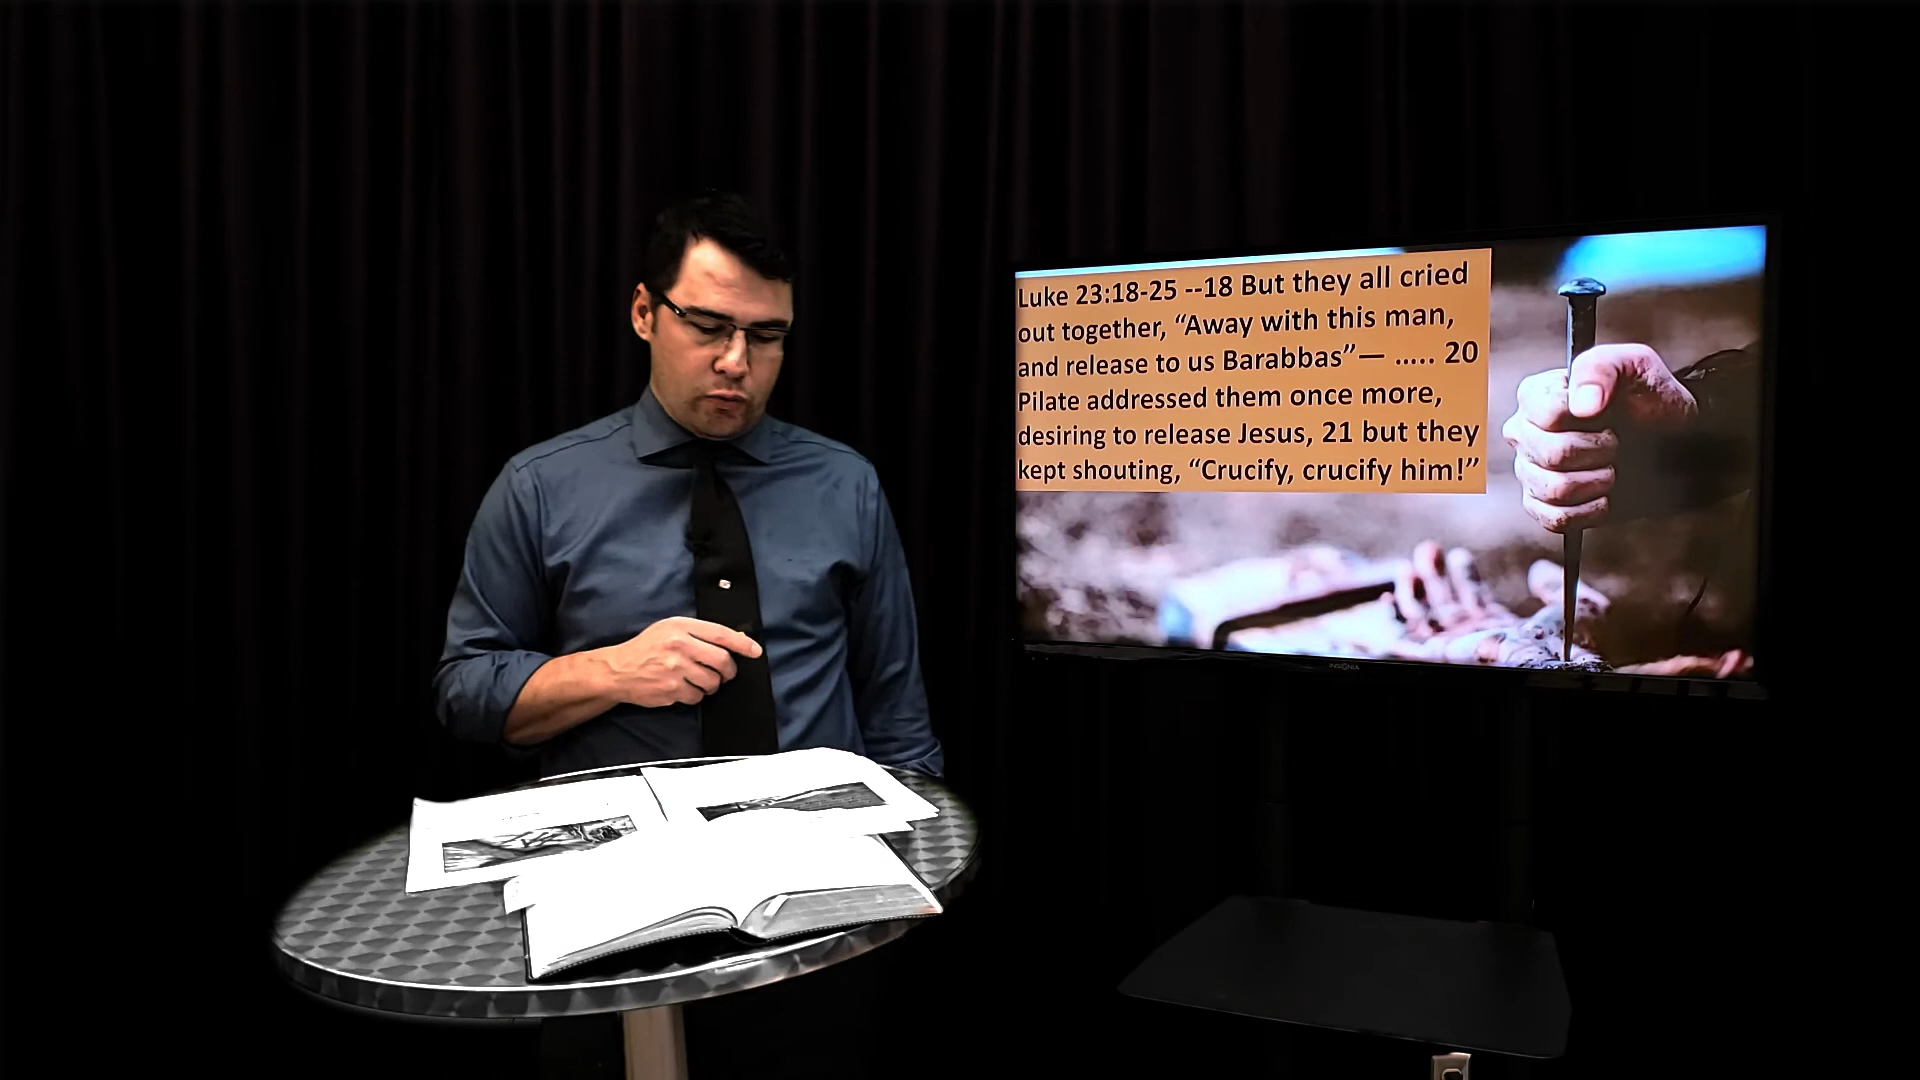 Luke 23:18-25 --18 But they all cried
out together, “Away with this man,
and release to us Barabbas”— ..... 20
Pilate addressed them once more,
desiring to release Jesus, 21 but they
kept shouting, “Crucify, crucify him!”
INSIGNIA